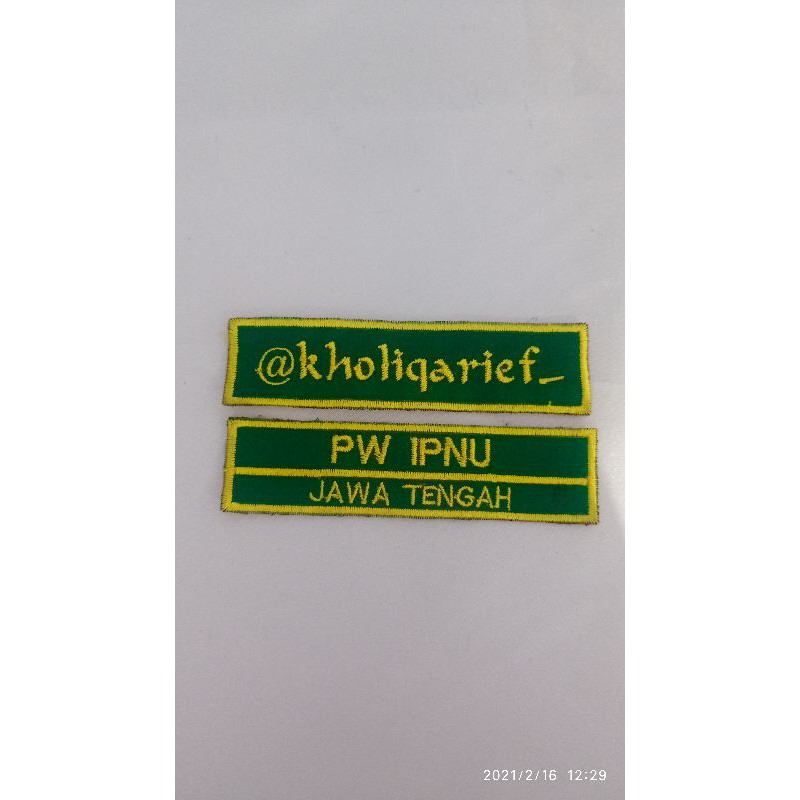 @kholiqarief_
PW IPNU
JAWA TENGAH
2021/2/16 12:29